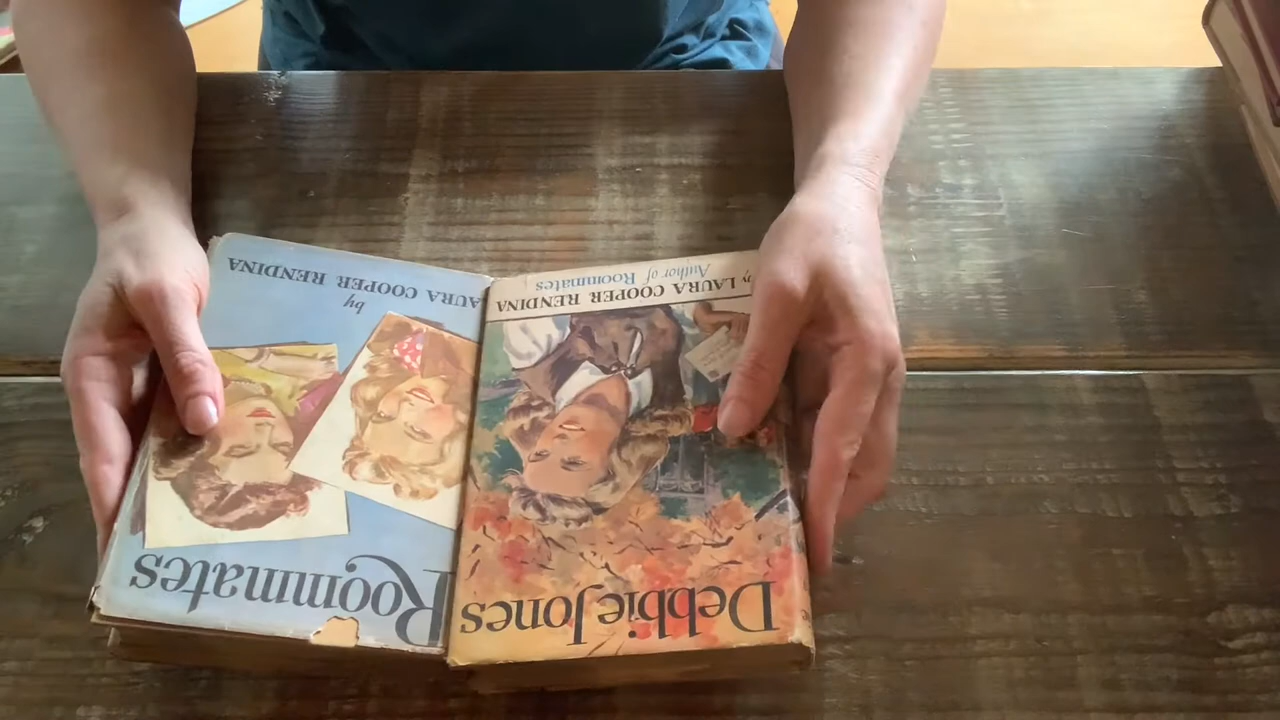 Roommates
by
LAURA COOPER RENDINA
Debbie Jones
by LAURA COOPER RENDINA
Author of Roommates